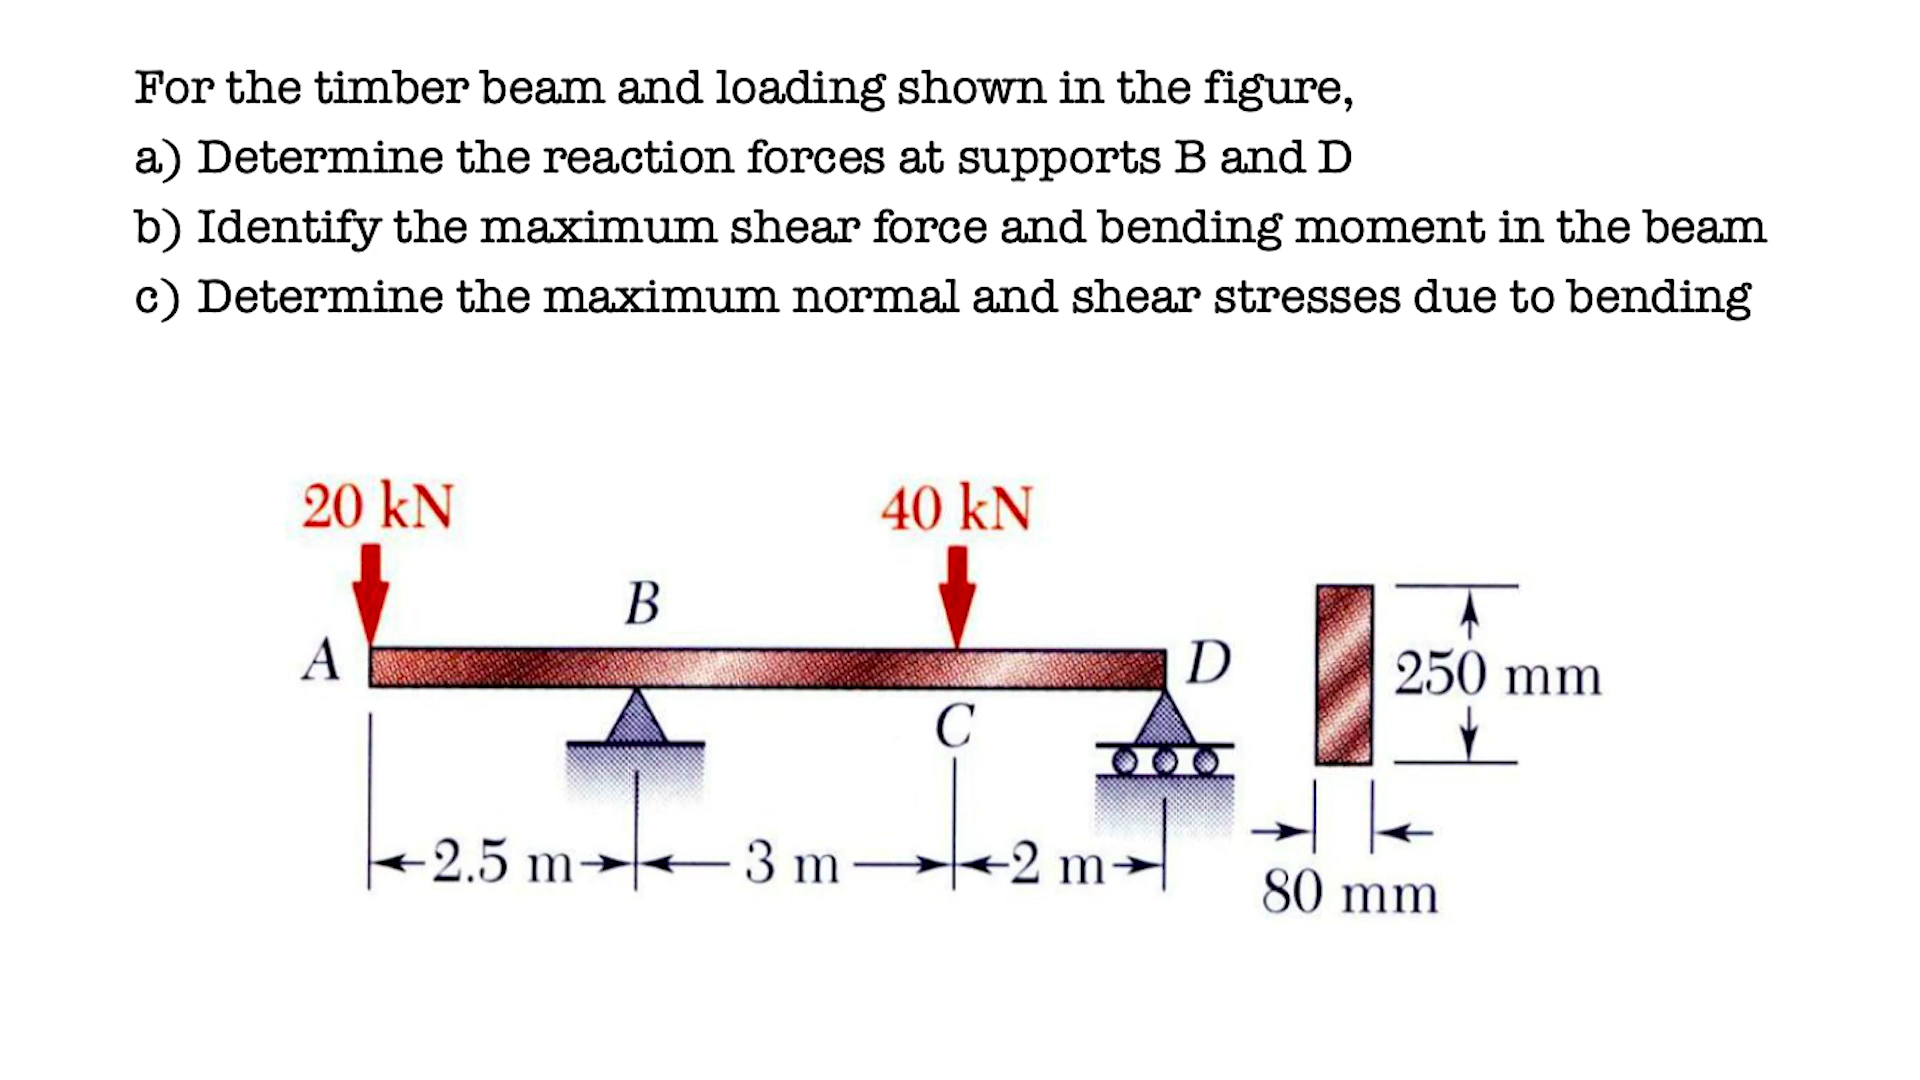 For the timber beam and loading shown in the figure,
a) Determine the reaction forces at supports B and D
b) Identify the maximum shear force and bending moment in the beam
c) Determine the maximum normal and shear stresses due to bending
20 kN
40 kN
B
A
D
C
250 mm
2.5 m
3 m
2 m
80 mm